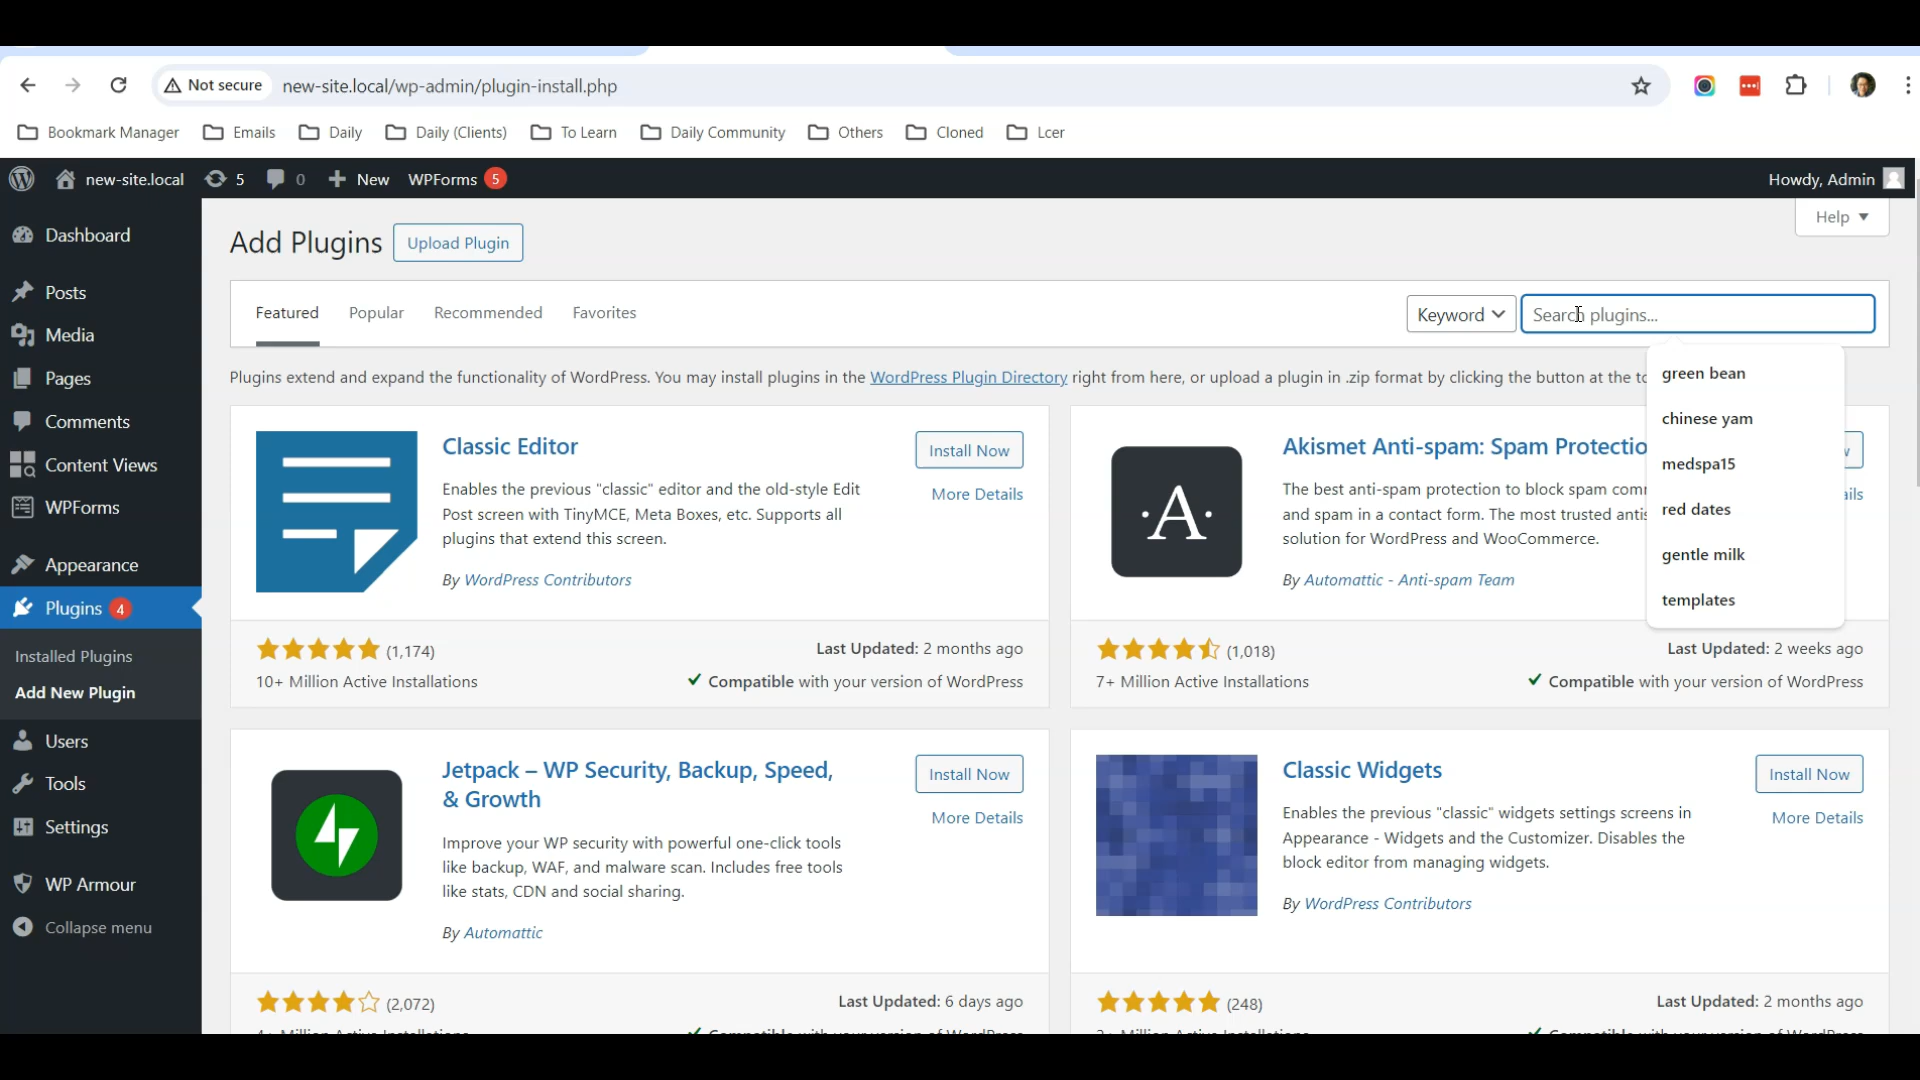 Not secure new-site.local/wp-admin/plugin-install.php
Bookmark Manager Emails Daily Daily (Clients) To Learn Daily Community Others Cloned Lcer
new-site.local 5 0 New WPForms 5 Howdy, Admin
Help
Dashboard
Posts
Media
Pages
Comments
Content Views
WPForms
Appearance
Plugins 4
Installed Plugins
Add New Plugin
Users
Tools
Settings
WP Armour
Collapse menu
Add Plugins Upload Plugin
Featured Popular Recommended Favorites Keyword Search plugins...
Plugins extend and expand the functionality of WordPress. You may install plugins in the WordPress Plugin Directory right from here, or upload a plugin in .zip format by clicking the button at the
green bean
chinese yam
medspa15
red dates
gentle milk
templates
Classic Editor
Install Now
More Details
Enables the previous "classic" editor and the old-style Edit
Post screen with TinyMCE, Meta Boxes, etc. Supports all
plugins that extend this screen.
By WordPress Contributors
(1,174)
10+ Million Active Installations
Last Updated: 2 months ago
Compatible with your version of WordPress
·A·
Akismet Anti-spam: Spam Protectio
The best anti-spam protection to block spam
and spam in a contact form. The most trusted
solution for WordPress and WooCommerce.
By Automattic - Anti-spam Team
(1,018)
7+ Million Active Installations
Last Updated: 2 weeks ago
Compatible with your version of WordPress
Jetpack – WP Security, Backup, Speed,
& Growth
Install Now
More Details
Improve your WP security with powerful one-click tools
like backup, WAF, and malware scan. Includes free tools
like stats, CDN and social sharing.
By Automattic
(2,072)
Last Updated: 6 days ago
Classic Widgets
Install Now
More Details
Enables the previous "classic" widgets settings screens in
Appearance - Widgets and the Customizer. Disables the
block editor from managing widgets.
By WordPress Contributors
(248)
Last Updated: 2 months ago